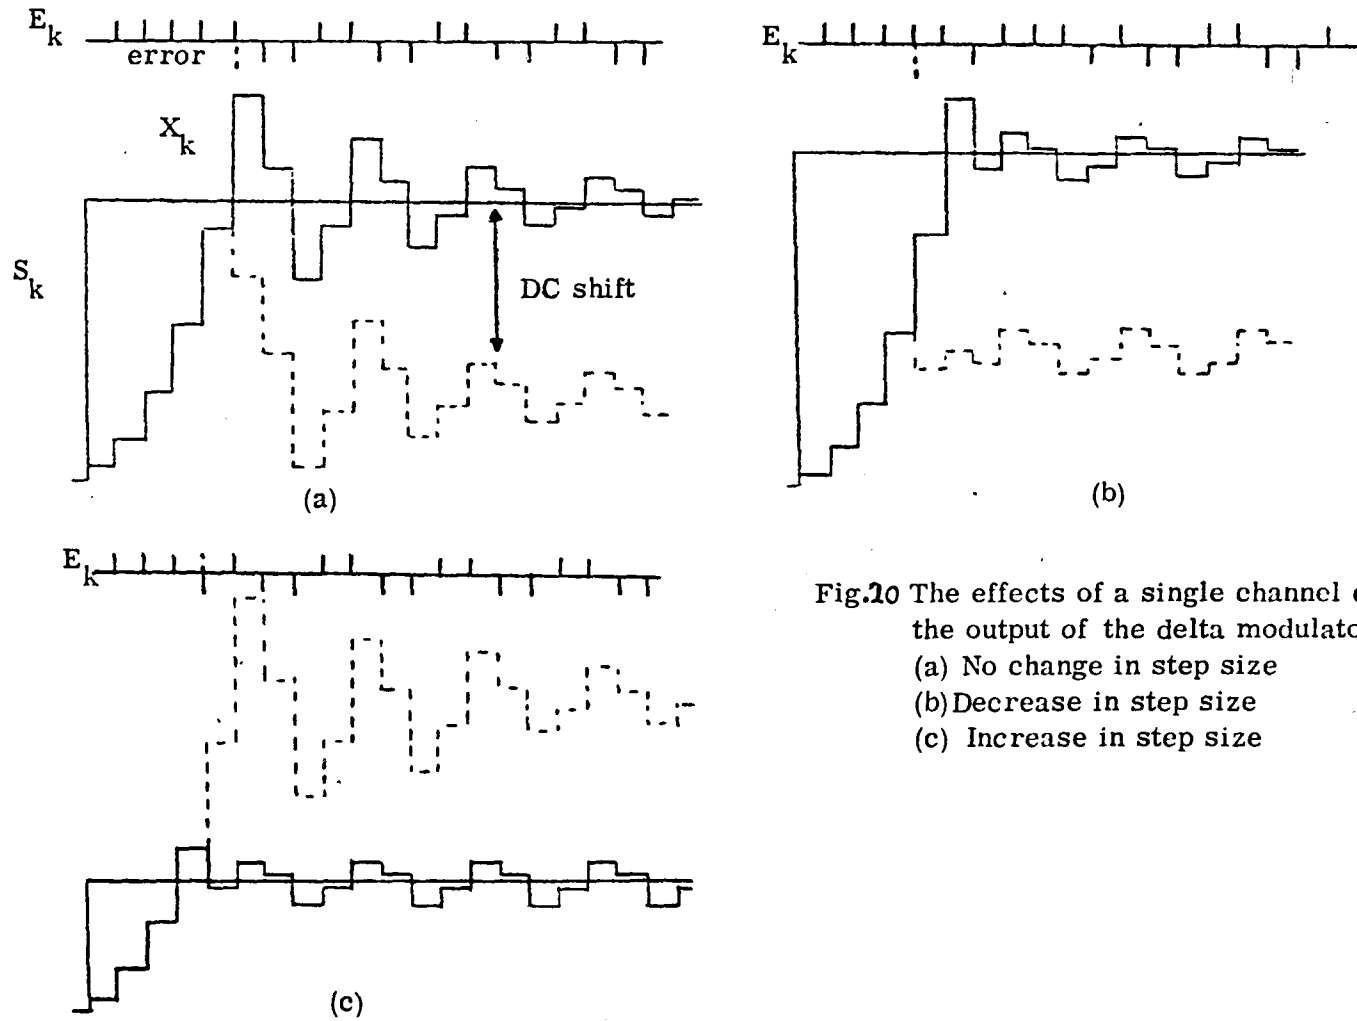 E_k
error
X_k
S_k
DC shift
(a)
E_k
(b)
E_k
(c)
Fig.20 The effects of a single channel
the output of the delta modulato
(a) No change in step size
(b) Decrease in step size
(c) Increase in step size